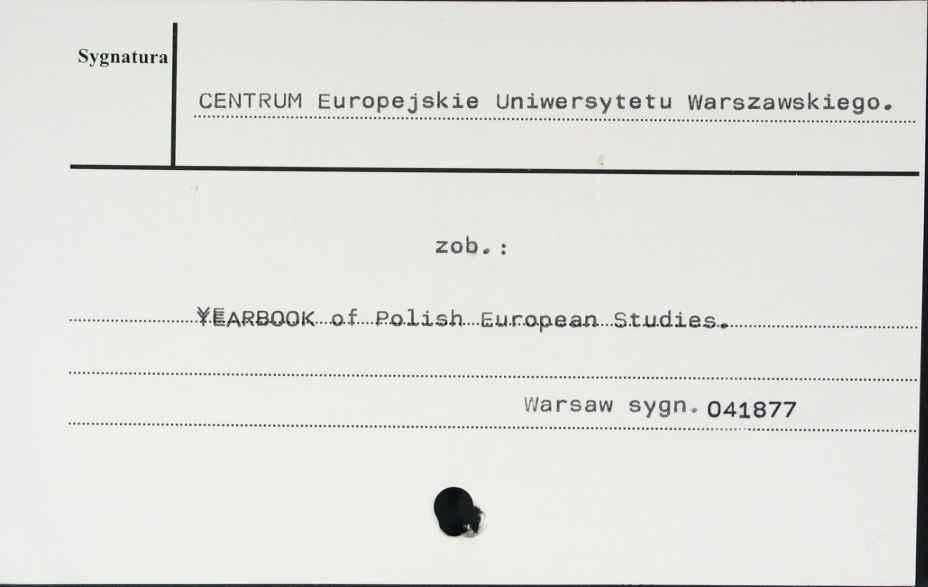 Sygnatura
CENTRUM Europejskie Uniwersytetu Warszawskiego.
zob.:
YEARBOOK of Polish European Studies.
Warsaw sygn. 041877